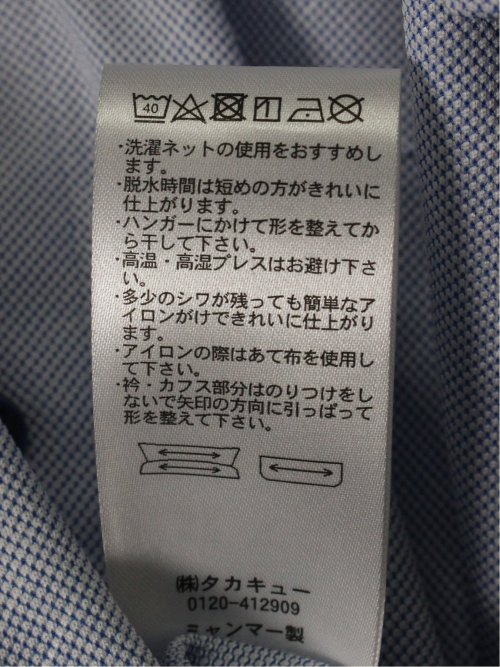 40
・洗濯ネットの使用をおすすめし
ます。
・脱水時間は短めの方がきれいに
仕上がります。
・ハンガーにかけて形を整えてか
ら干して下さい。
・高温・高湿プレスはお避け下さ
い。
・多少のシワが残っても簡単なア
イロンがけできれいに仕上がり
ます。
・アイロンの際はあて布を使用し
て下さい。
・衿・カフス部分はのりつけをし
ないで矢印の方向に引っぱって
形を整えて下さい。
㈱タカキュー
0120-412909
ミャンマー製